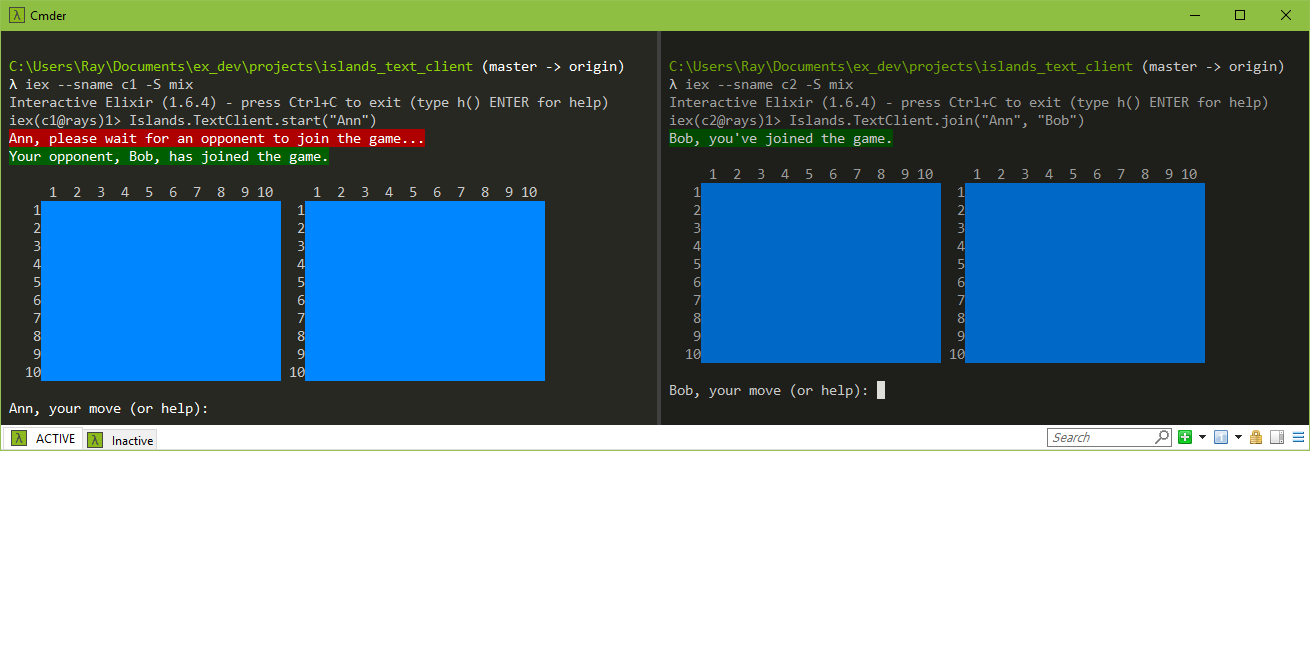 Cmder
C:\Users\Ray\Documents\ex_dev\projects\islands_text_client (master -> origin)
λ iex --sname c1 -S mix
Interactive Elixir (1.6.4) - press Ctrl+C to exit (type h() ENTER for help)
iex(c1@rays)1> Islands.TextClient.start("Ann")
Ann, please wait for an opponent to join the game...
Your opponent, Bob, has joined the game.
1 2 3 4 5 6 7 8 9 10 1 2 3 4 5 6 7 8 9 10
1 1
2 2
3 3
4 4
5 5
6 6
7 7
8 8
9 9
10 10
Ann, your move (or help):
C:\Users\Ray\Documents\ex_dev\projects\islands_text_client (master -> origin)
λ iex --sname c2 -S mix
Interactive Elixir (1.6.4) - press Ctrl+C to exit (type h() ENTER for help)
iex(c2@rays)1> Islands.TextClient.join("Ann", "Bob")
Bob, you've joined the game.
1 2 3 4 5 6 7 8 9 10 1 2 3 4 5 6 7 8 9 10
1 1
2 2
3 3
4 4
5 5
6 6
7 7
8 8
9 9
10 10
Bob, your move (or help):
λ ACTIVE λ Inactive Search